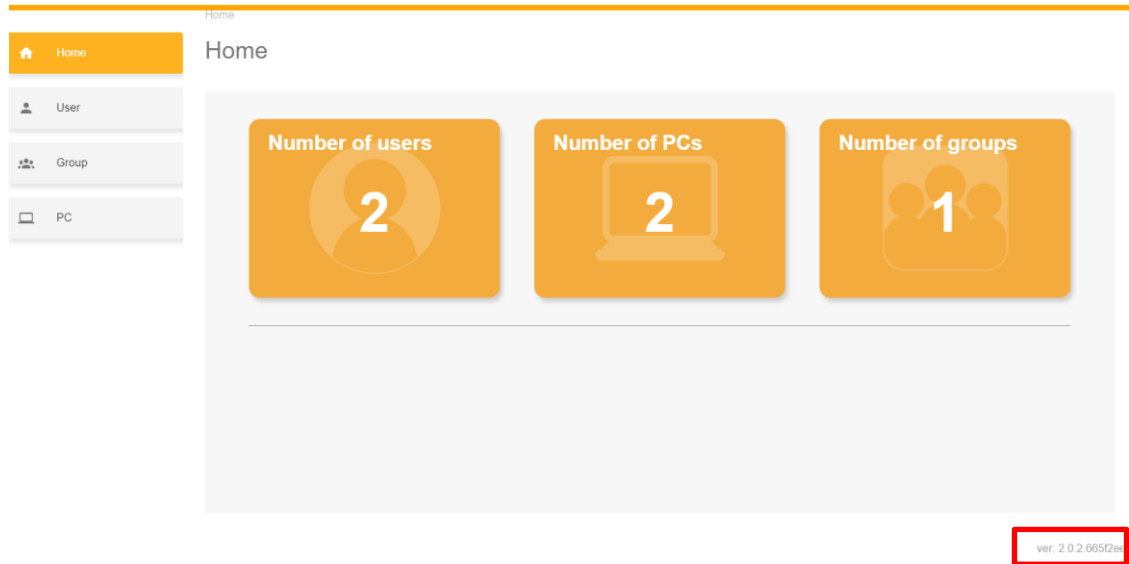 Home
Home
Home
User
Group
PC
Number of users
2
Number of PCs
2
Number of groups
1
ver: 2.0.2.665f2ee